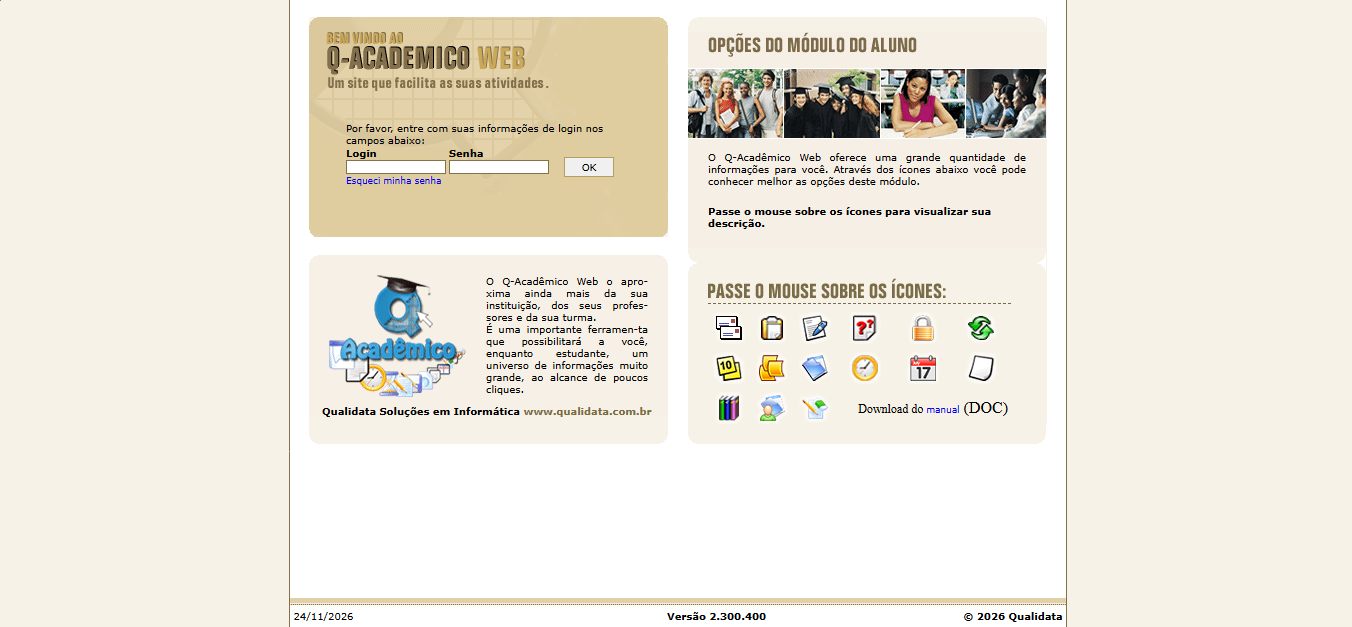 BEM VINDO AO
Q-ACADEMICO WEB
Um site que facilita as suas atividades.
Por favor, entre com suas informações de login nos
campos abaixo:
Login Senha
OK
Esqueci minha senha
OPÇÕES DO MÓDULO DO ALUNO
O Q-Acadêmico Web oferece uma grande quantidade de
informações para você. Através dos ícones abaixo você pode
conhecer melhor as opções deste módulo.
Passe o mouse sobre os ícones para visualizar sua
descrição.
Q
Acadêmico
O Q-Acadêmico Web o apro-
xima ainda mais da sua
instituição, dos seus profes-
sores e da sua turma.
É uma importante ferramen-ta
que possibilitará a você,
enquanto estudante, um
universo de informações muito
grande, ao alcance de poucos
cliques.
Qualidata Soluções em Informática www.qualidata.com.br
PASSE O MOUSE SOBRE OS ÍCONES:
??
10
17
Download do manual (DOC)
24/11/2026 Versão 2.300.400 © 2026 Qualidata